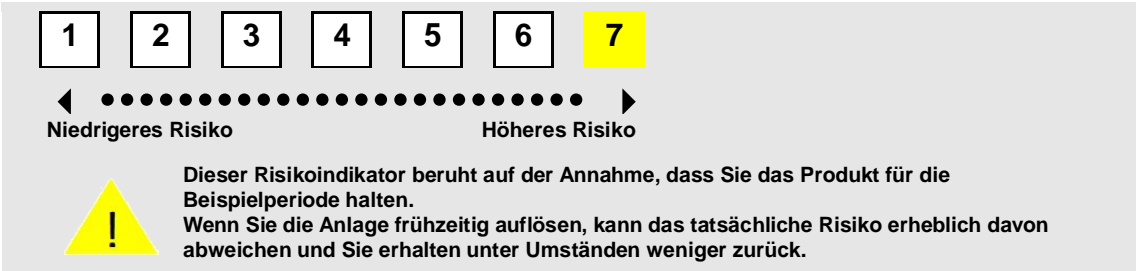 1 2 3 4 5 6 7
Niedrigeres Risiko Höheres Risiko
Dieser Risikoindikator beruht auf der Annahme, dass Sie das Produkt für die
Beispielperiode halten.
Wenn Sie die Anlage frühzeitig auflösen, kann das tatsächliche Risiko erheblich davon
abweichen und Sie erhalten unter Umständen weniger zurück.
!